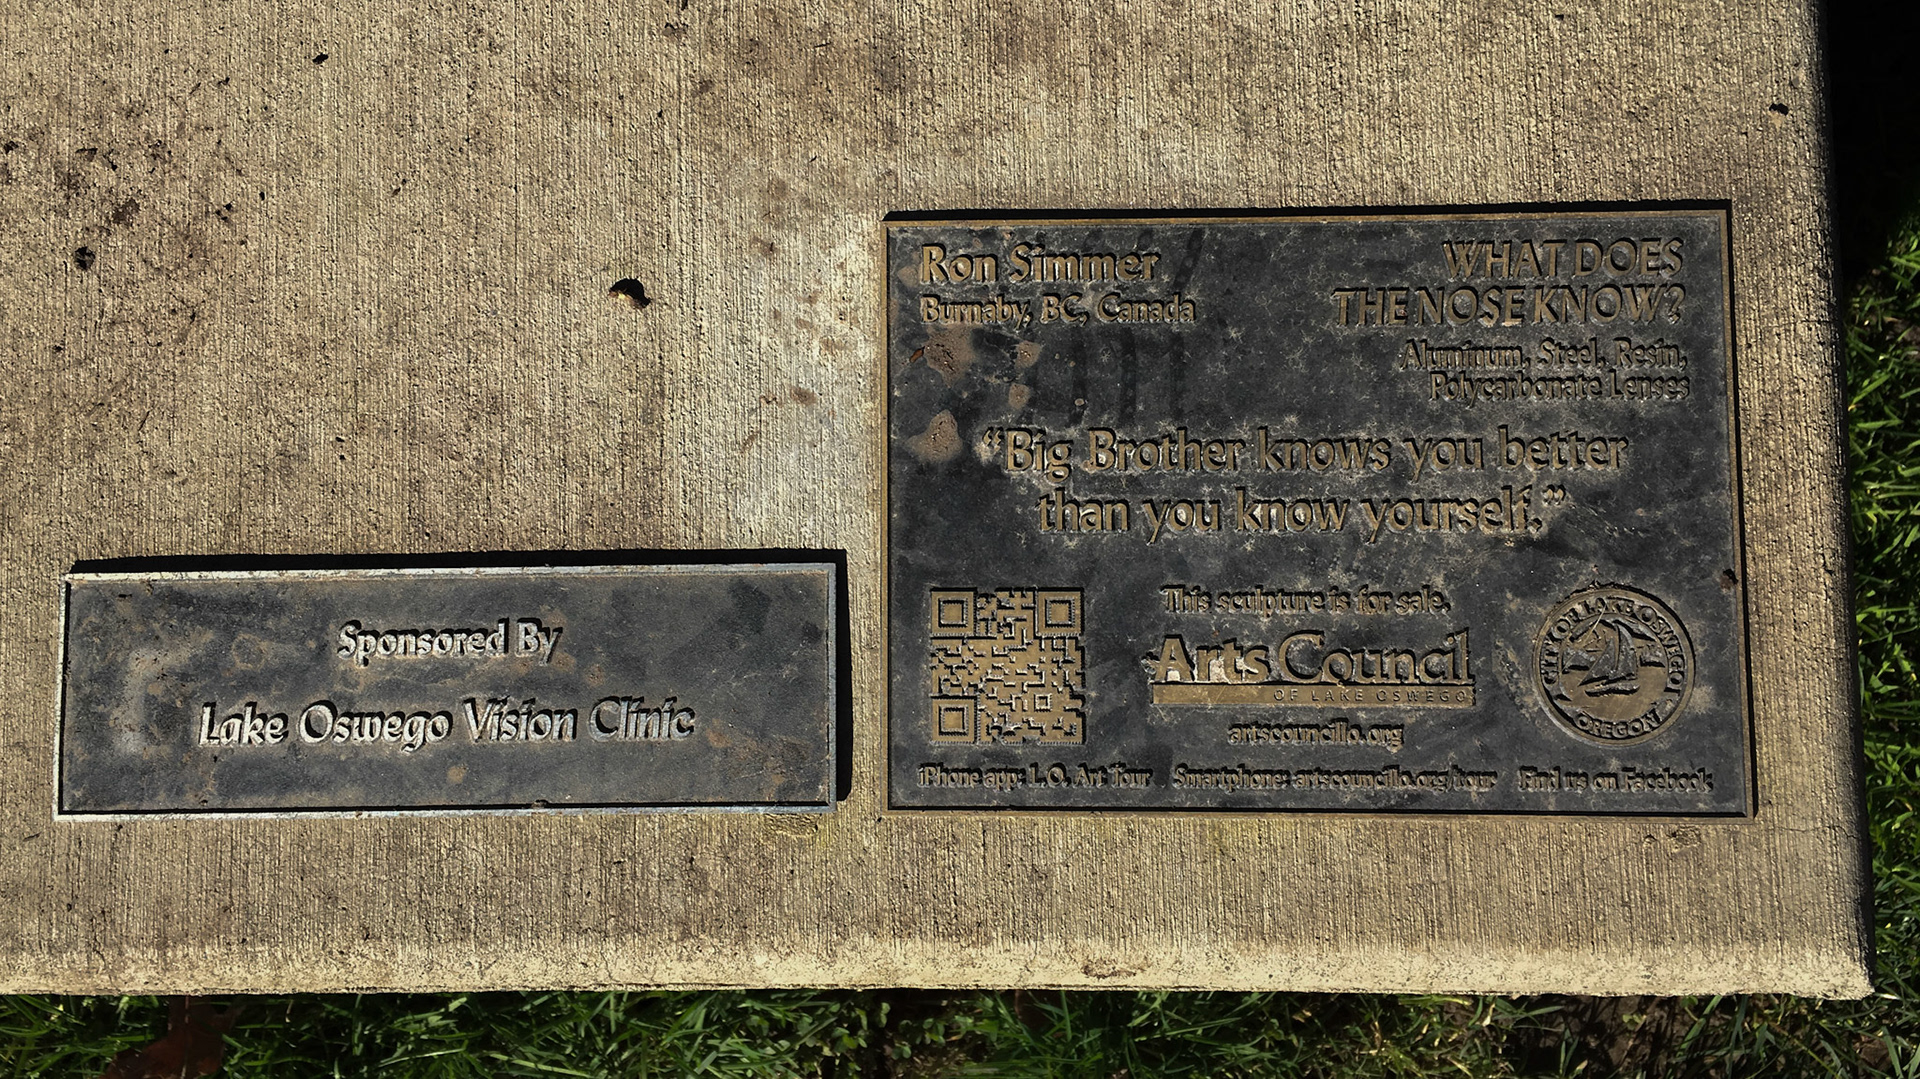 Ron Simmer
Burnaby, BC, Canada
WHAT DOES
THE NOSE KNOW?
Aluminum, Steel, Resin,
Polycarbonate Lenses
"Big Brother knows you better
than you know yourself."
This sculpture is for sale.
Arts Council
OF LAKE OSWEGO
artscouncillo.org
CITY OF LAKE OSWEGO
OREGON
iPhone app: L.O. Art Tour Smartphone: artscouncillo.org/tour Find us on Facebook
Sponsored By
Lake Oswego Vision Clinic